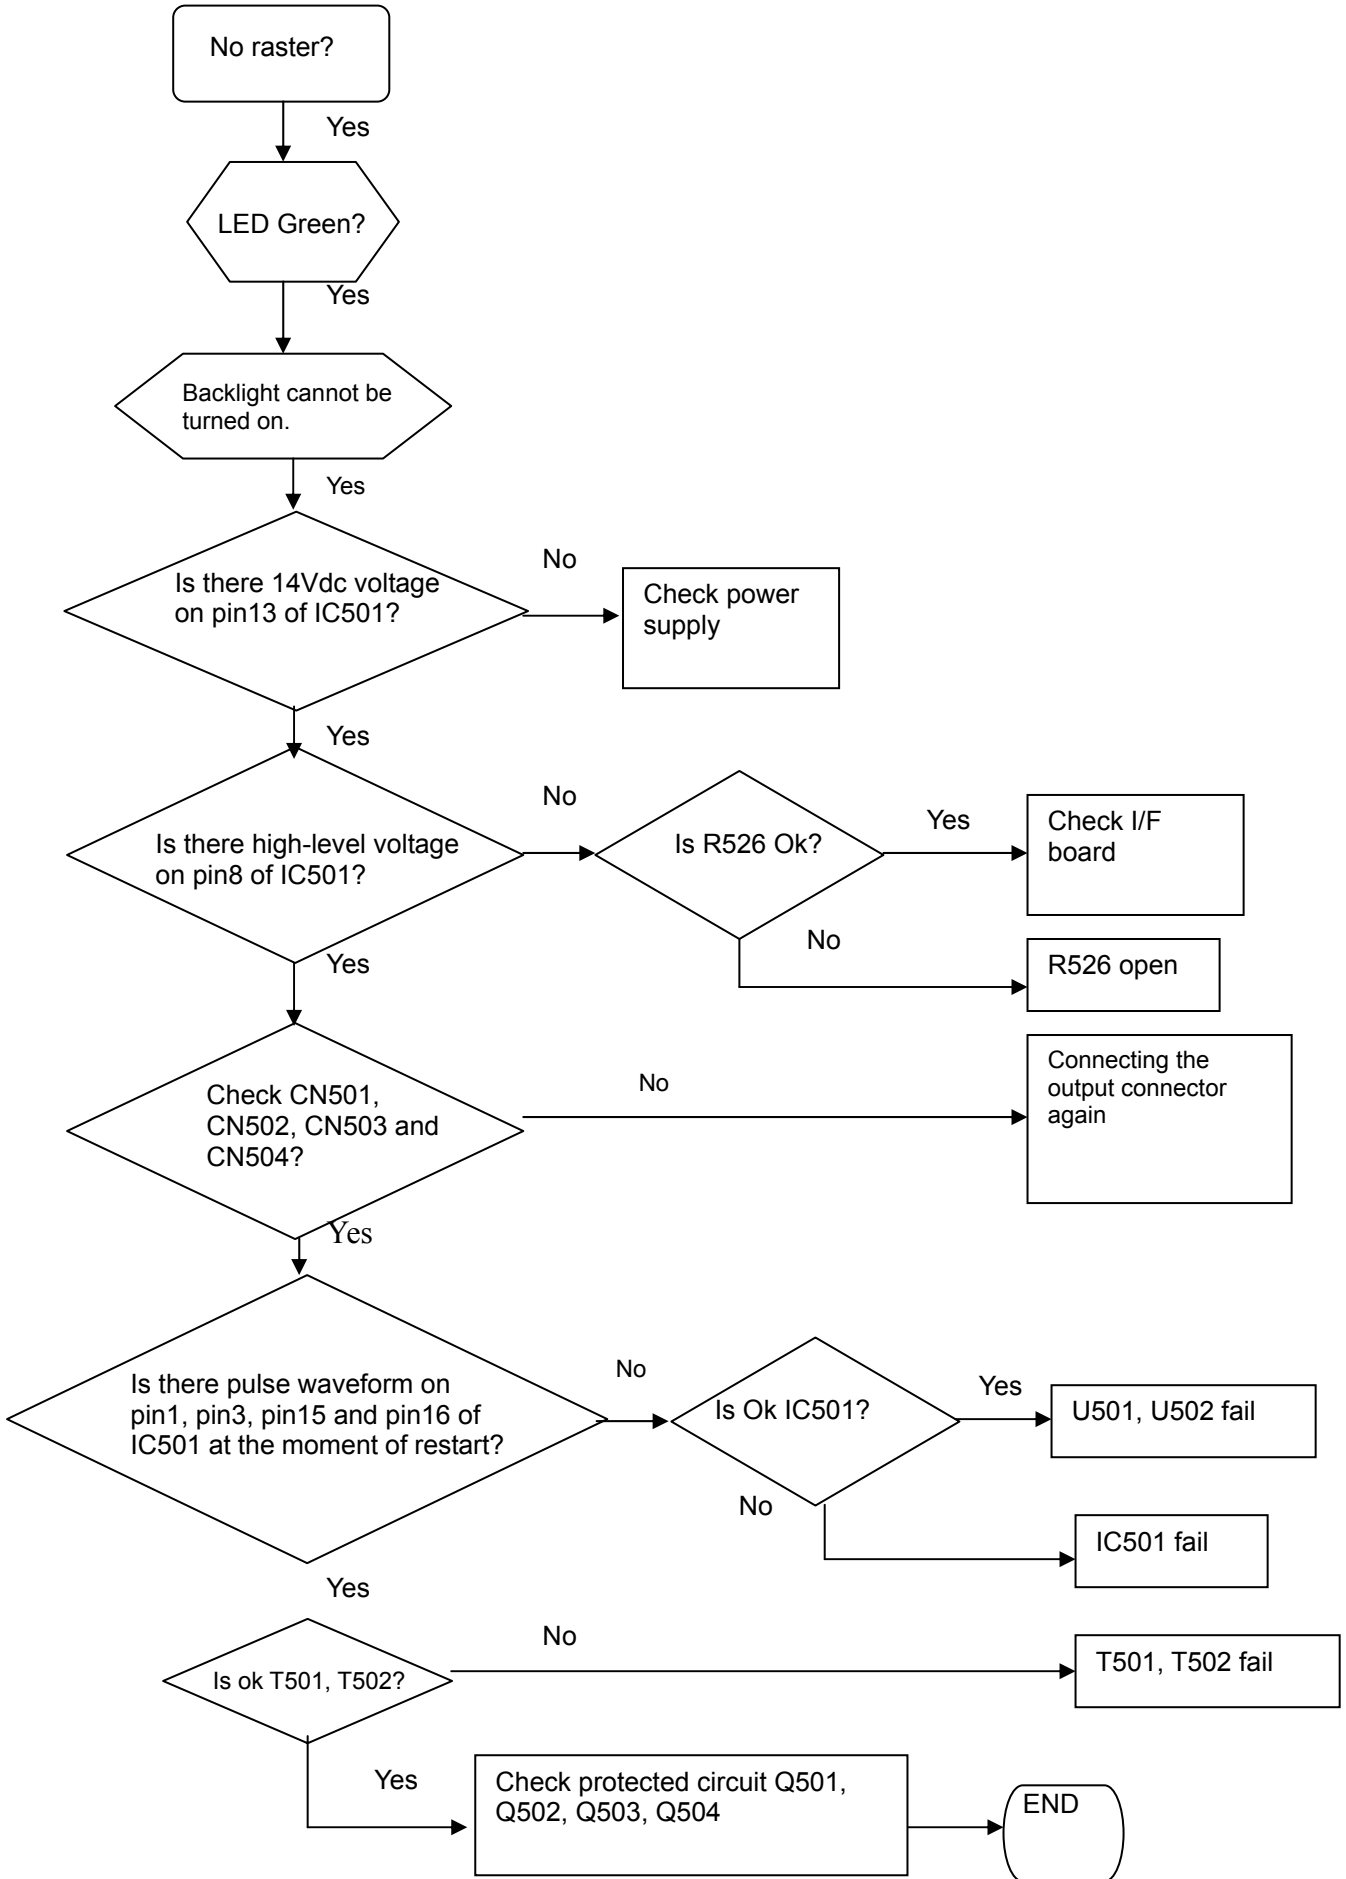 No raster?
Yes
LED Green?
Yes
Backlight cannot be
turned on.
Yes
Is there 14Vdc voltage
on pin13 of IC501?
No
Check power
supply
Yes
Is there high-level voltage
on pin8 of IC501?
No
Is R526 Ok?
Yes
Check I/F
board
No
R526 open
Yes
Check CN501,
CN502, CN503 and
CN504?
No
Connecting the
output connector
again
Yes
Is there pulse waveform on
pin1, pin3, pin15 and pin16 of
IC501 at the moment of restart?
No
Is Ok IC501?
Yes
U501, U502 fail
No
IC501 fail
Yes
Is ok T501, T502?
No
T501, T502 fail
Yes
Check protected circuit Q501,
Q502, Q503, Q504
END